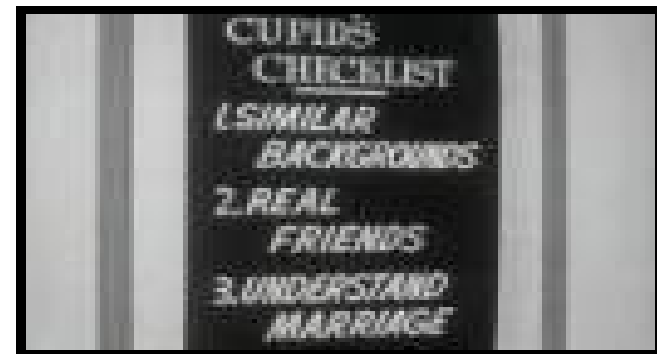 CUPID'S
CHECKLIST
1. SIMILAR
BACKGROUNDS
2. REAL
FRIENDS
3. UNDERSTAND
MARRIAGE